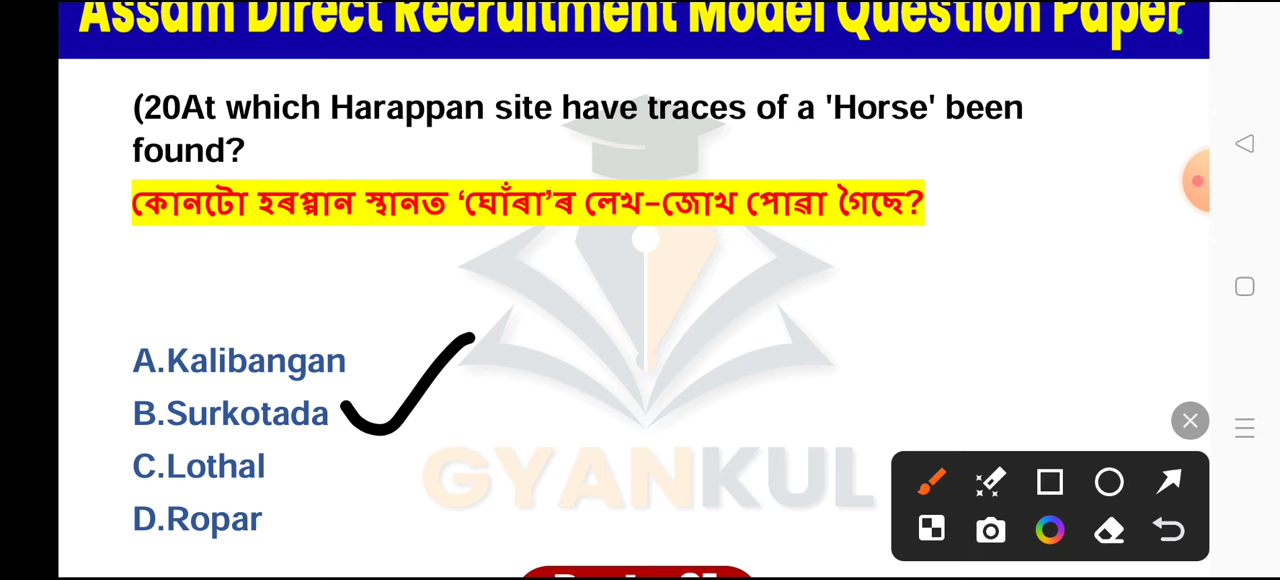 Assam Direct Recruitment Model Question Paper
(20At which Harappan site have traces of a 'Horse' been
found?
কোনটো হৰপ্পান স্থানত ‘ঘোঁৰা’ৰ লেখ-জোখ পোৱা গৈছে?
A.Kalibangan
B.Surkotada
C.Lothal
D.Ropar
GYANKUL